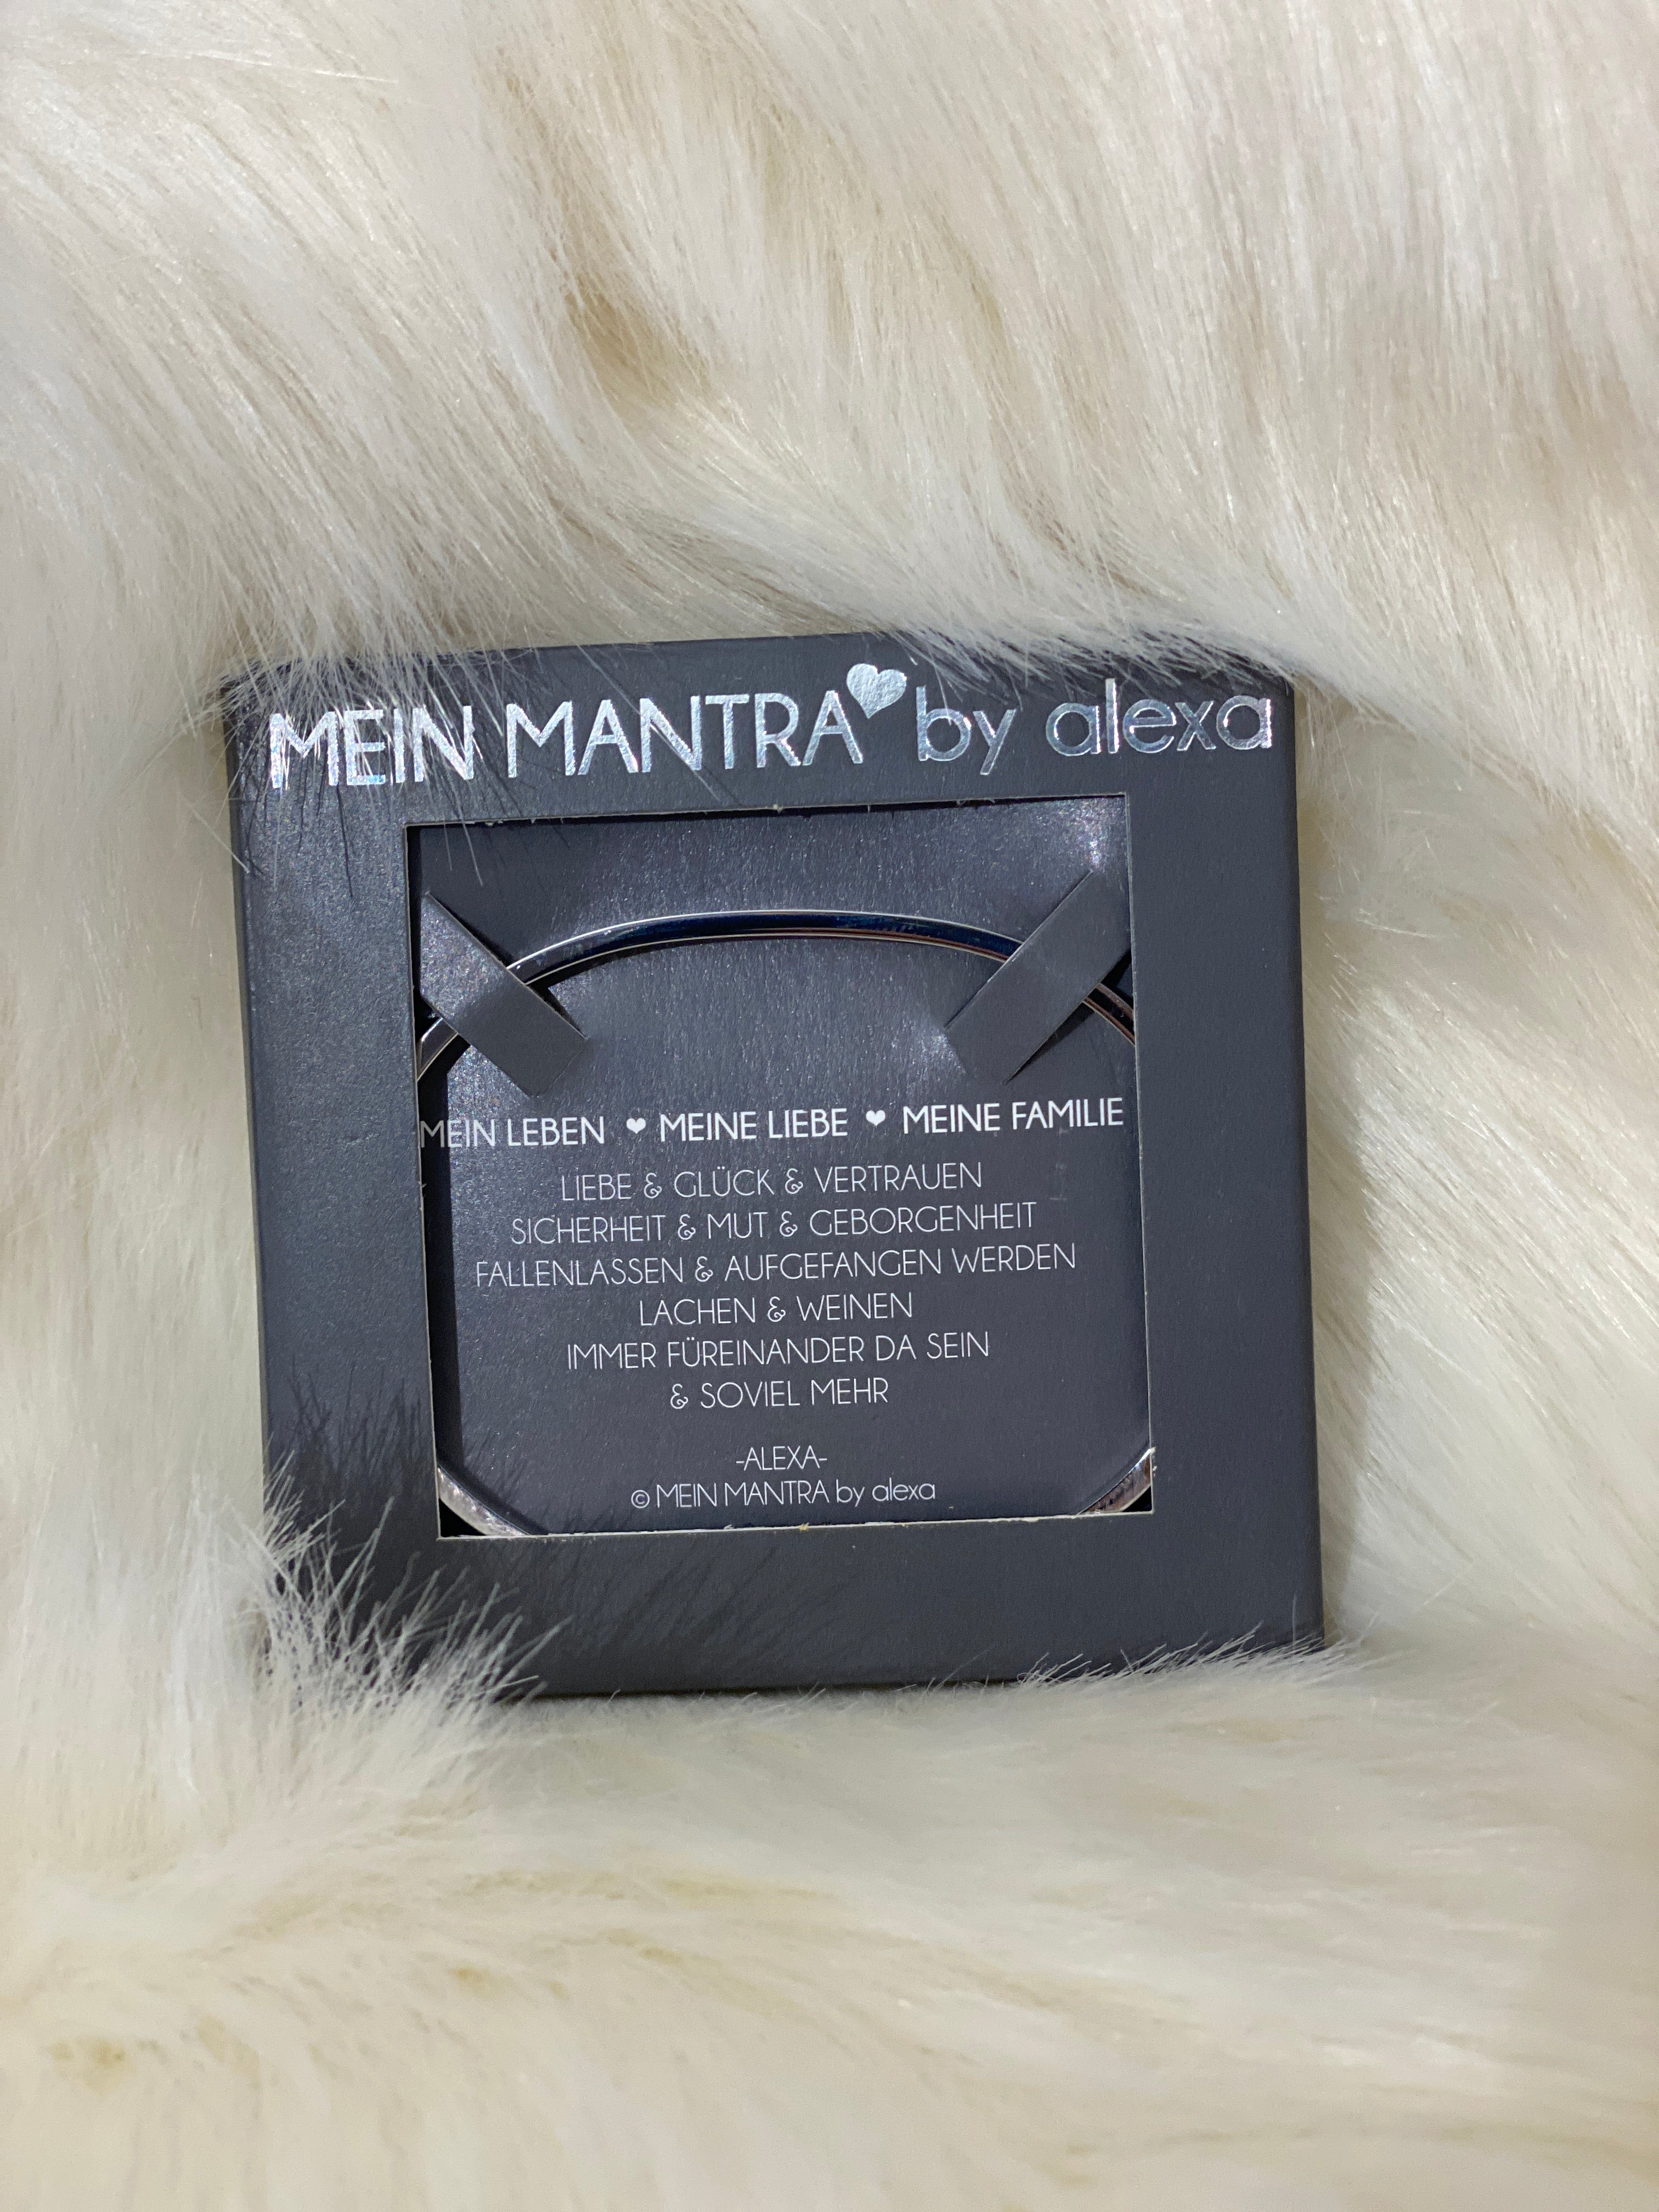 MEIN MANTRA♥by alexa
MEIN LEBEN ♥ MEINE LIEBE ♥ MEINE FAMILIE
LIEBE & GLÜCK & VERTRAUEN
SICHERHEIT & MUT & GEBORGENHEIT
FALLENLASSEN & AUFGEFANGEN WERDEN
LACHEN & WEINEN
IMMER FÜREINANDER DA SEIN
& SOVIEL MEHR
-ALEXA-
© MEIN MANTRA by alexa